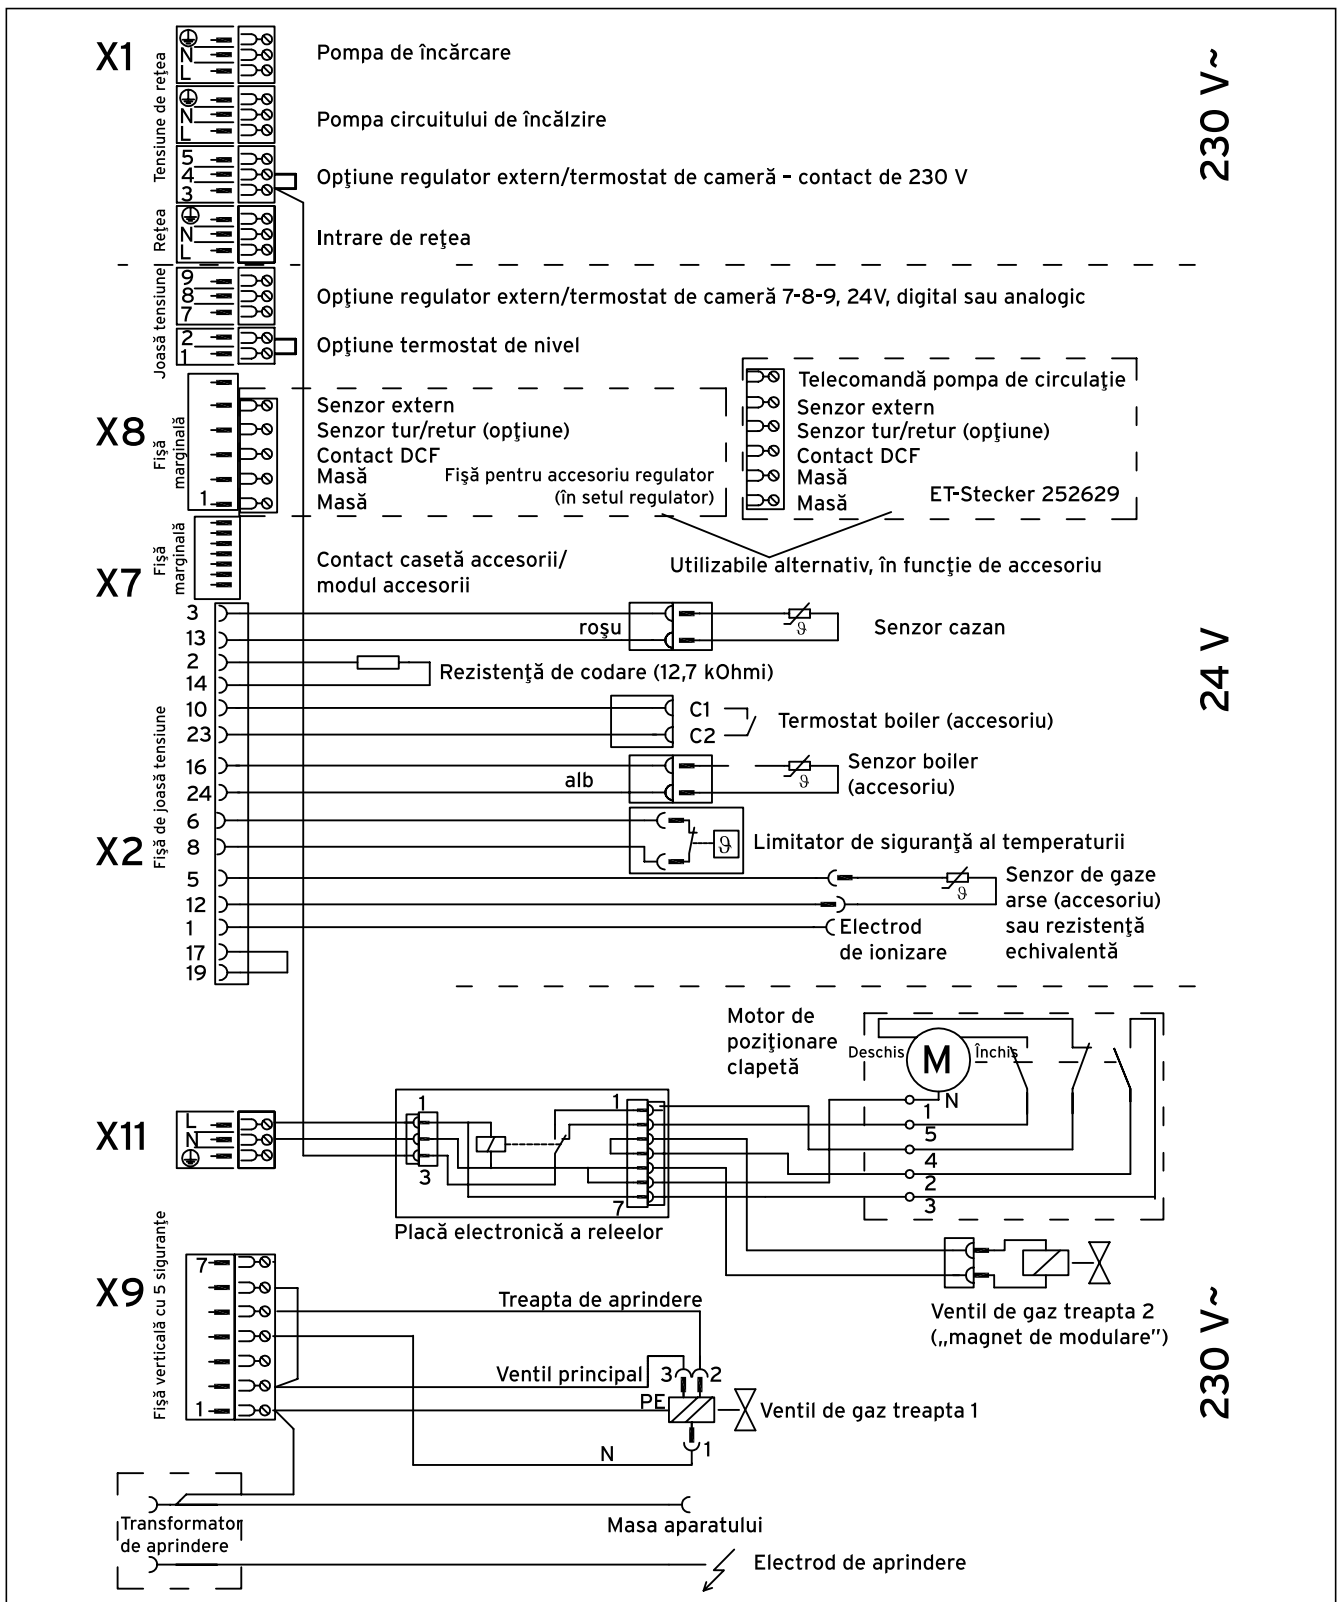 X1
Tensiune de reţea
N
L
Pompa de încărcare
N
L
Pompa circuitului de încălzire
5
4
3
Opţiune regulator extern/termostat de cameră – contact de 230 V
230 V~
Reţea
N
L
Intrare de reţea
Joasă tensiune
9
8
7
Opţiune regulator extern/termostat de cameră 7-8-9, 24V, digital sau analogic
2
1
Opţiune termostat de nivel
X8
Fişă
marginală
1
Senzor extern
Senzor tur/retur (opţiune)
Contact DCF
Masă
Masă
Fişă pentru accesoriu regulator
(în setul regulator)
Telecomandă pompa de circulaţie
Senzor extern
Senzor tur/retur (opţiune)
Contact DCF
Masă
Masă
ET-Stecker 252629
Utilizabile alternativ, în funcţie de accesoriu
X7
Fişă
marginală
Contact casetă accesorii/
modul accesorii
24 V
X2
Fişă de joasă tensiune
3
13
roşu
ϑ
Senzor cazan
2
14
Rezistenţă de codare (12,7 kOhmi)
10
23
C1
C2
Termostat boiler (accesoriu)
16
24
alb
ϑ
Senzor boiler
(accesoriu)
6
8
ϑ
Limitator de siguranţă al temperaturii
5
12
ϑ
Senzor de gaze
arse (accesoriu)
sau rezistenţă
echivalentă
1
Electrod
de ionizare
17
19
Motor de
poziţionare
clapetă
Deschis
M
Închis
N
1
5
4
2
3
X11
L
N
1
3
1
7
Placă electronică a releelor
Ventil de gaz treapta 2
(„magnet de modulare”)
230 V~
X9
Fişă verticală cu 5 siguranţe
7
1
Treapta de aprindere
Ventil principal
3
2
PE
Ventil de gaz treapta 1
N
1
Transformator
de aprindere
Masa aparatului
Electrod de aprindere